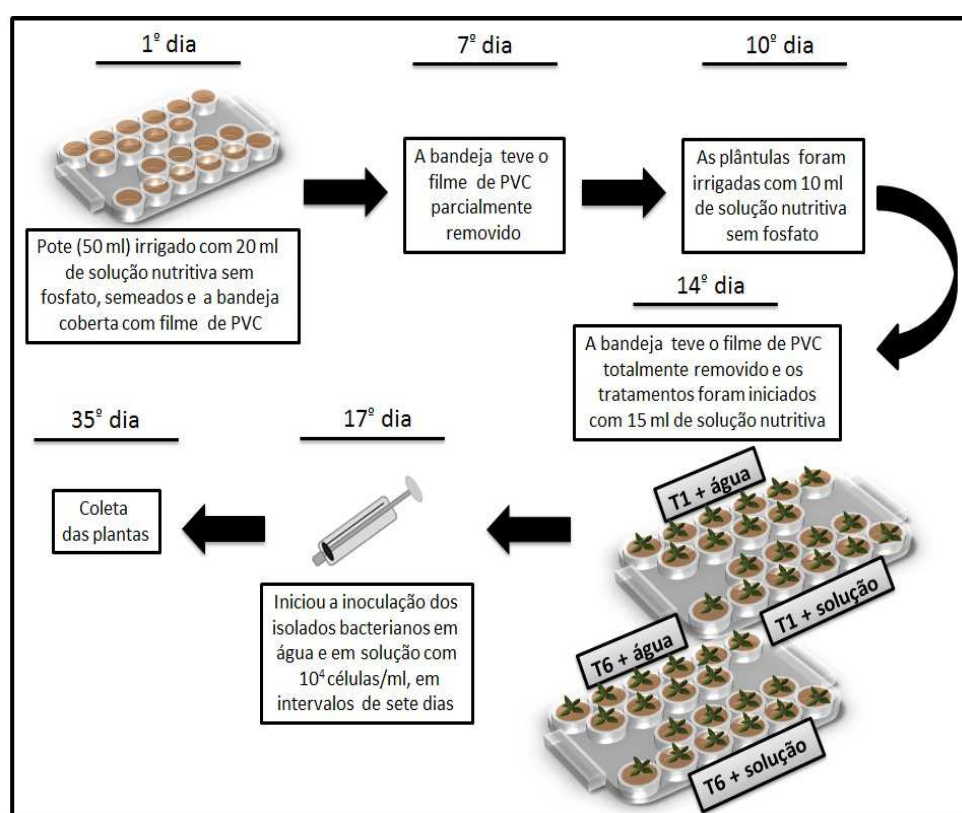 1º dia
7º dia
10º dia
Pote (50 ml) irrigado com 20 ml
de solução nutritiva sem
fosfato, semeados e a bandeja
coberta com filme de PVC
A bandeja teve o
filme de PVC
parcialmente
removido
As plântulas foram
irrigadas com 10 ml
de solução nutritiva
sem fosfato
14º dia
A bandeja teve o filme de PVC
totalmente removido e os
tratamentos foram iniciados
com 15 ml de solução nutritiva
T1 + água
T1 + solução
T6 + água
T6 + solução
17º dia
Iniciou a inoculação dos
isolados bacterianos em
água e em solução com
10⁴ células/ml, em
intervalos de sete dias
35º dia
Coleta
das plantas